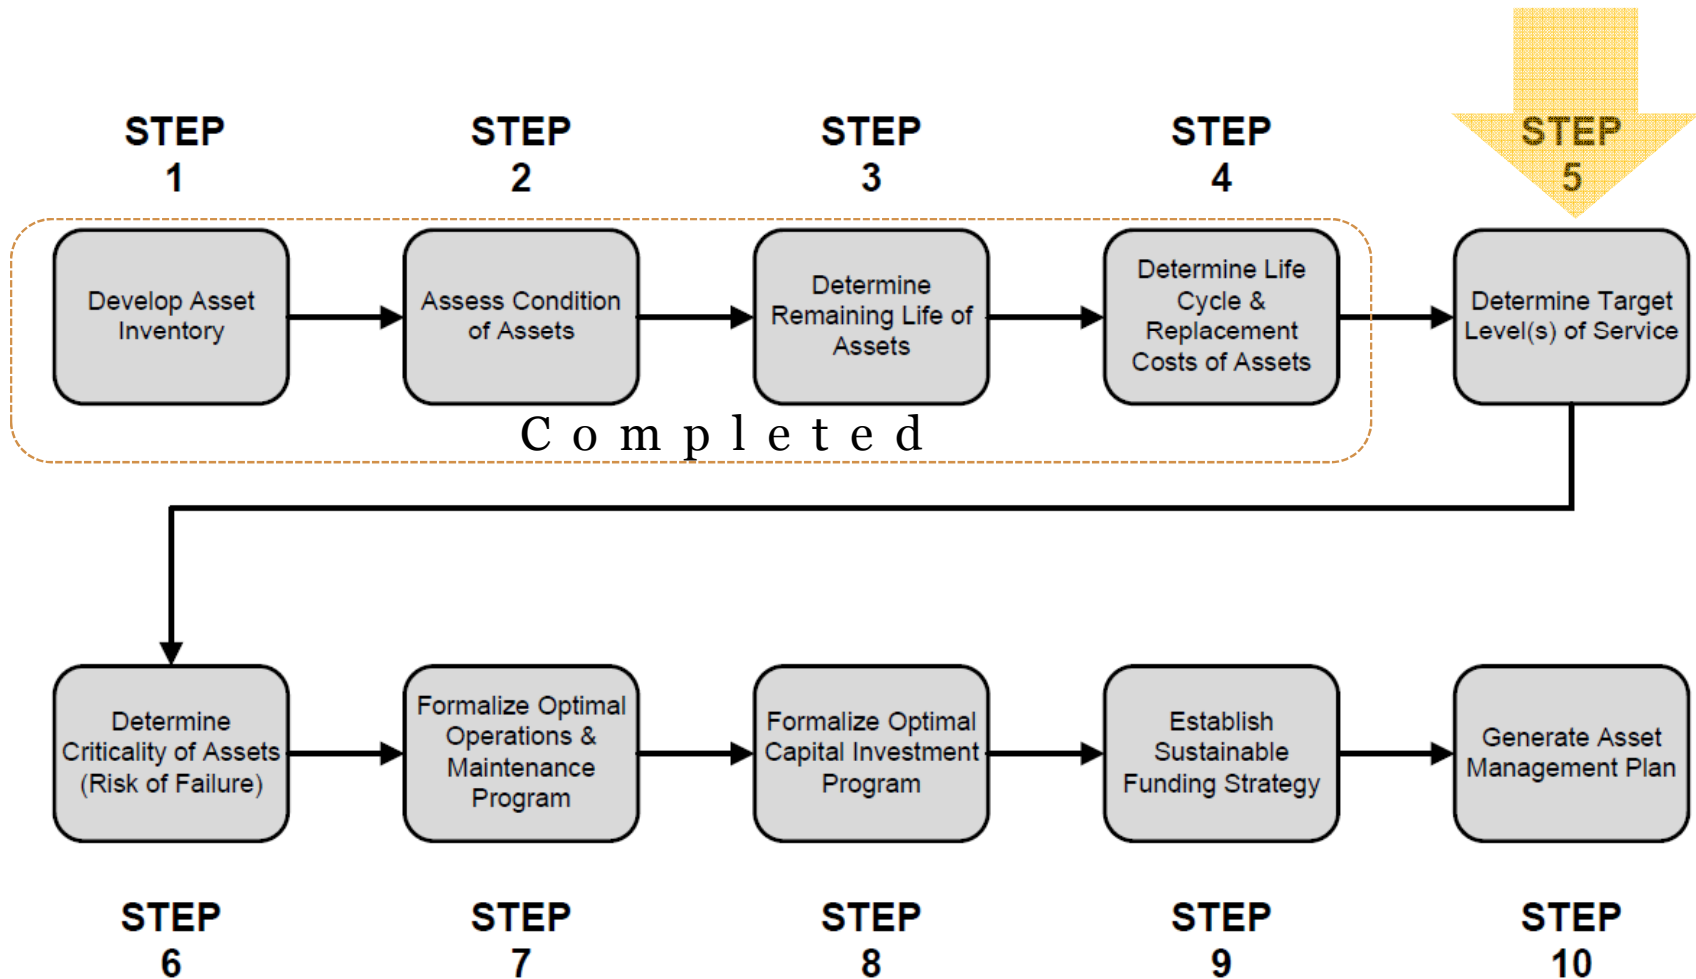 STEP
1
STEP
2
STEP
3
STEP
4
STEP
5
Develop Asset
Inventory
Assess Condition
of Assets
Determine
Remaining Life of
Assets
Determine Life
Cycle &
Replacement
Costs of Assets
Determine Target
Level(s) of Service
Completed
Determine
Criticality of Assets
(Risk of Failure)
Formalize Optimal
Operations &
Maintenance
Program
Formalize Optimal
Capital Investment
Program
Establish
Sustainable
Funding Strategy
Generate Asset
Management Plan
STEP
6
STEP
7
STEP
8
STEP
9
STEP
10